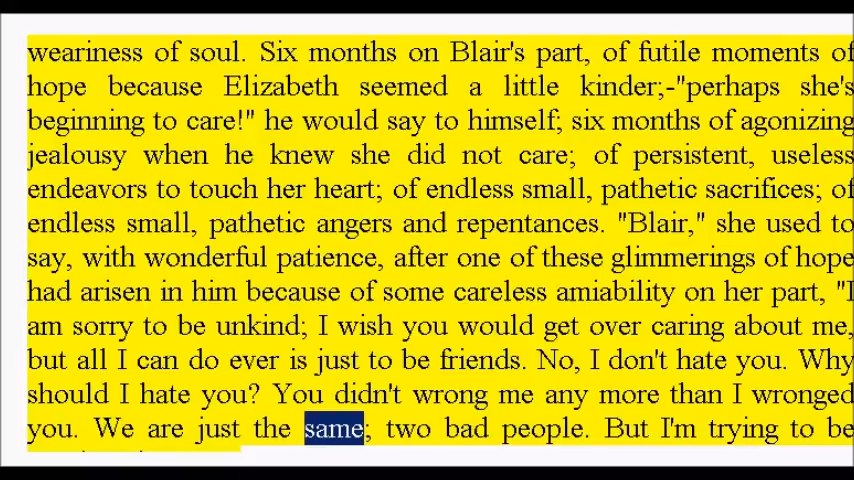 weariness of soul. Six months on Blair's part, of futile moments of
hope because Elizabeth seemed a little kinder;-"perhaps she's
beginning to care!" he would say to himself; six months of agonizing
jealousy when he knew she did not care; of persistent, useless
endeavors to touch her heart; of endless small, pathetic sacrifices; of
endless small, pathetic angers and repentances. "Blair," she used to
say, with wonderful patience, after one of these glimmerings of hope
had arisen in him because of some careless amiability on her part, "I
am sorry to be unkind; I wish you would get over caring about me,
but all I can do ever is just to be friends. No, I don't hate you. Why
should I hate you? You didn't wrong me any more than I wronged
you. We are just the same; two bad people. But I'm trying to be